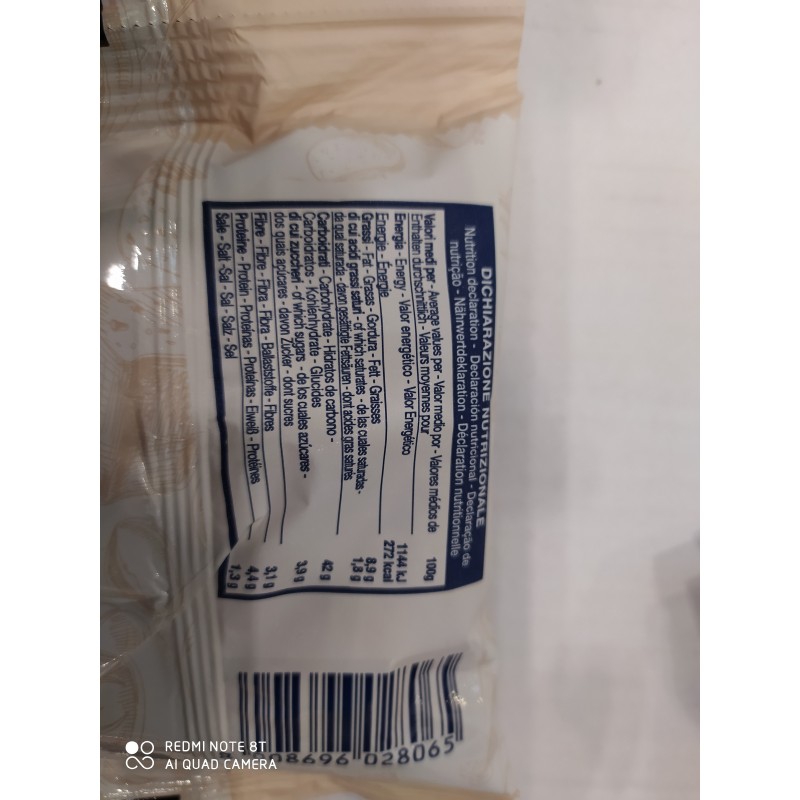 DICHIARAZIONE NUTRIZIONALE
Nutrition declaration - Declaración nutricional - Declaração de
nutrição - Nährwertdeklaration - Déclaration nutritionnelle
Valori medi per - Average values per - Valor medio por - Valores médios de
Enthalten durchschnittlich - Valeurs moyennes pour 100g
Energia - Energy - Valor energético - Valor Energético 1144 kJ
Energie - Énergie 272 kcal
Grassi - Fat - Grasas - Gordura - Fett - Graisses 8,9 g
di cui acidi grassi saturi - of which saturates - de las cuales saturadas - 1,8 g
da qual saturada - davon gesättigte Fettsäuren - dont acides gras saturés
Carboidrati - Carbohydrate - Hidratos de carbono - 42 g
Carboidratos - Kohlenhydrate - Glucides
di cui zuccheri - of which sugars - de los cuales azúcares - 3,9 g
dos quais açúcares - davon Zucker - dont sucres
Fibre - Fibre - Fibra - Fibra - Ballaststoffe - Fibres 3,1 g
Proteine - Protein - Proteínas - Proteínas - Eiweiß - Protéines 4,4 g
Sale - Salt - Sal - Sal - Salz - Sel 1,3 g
08696 028065
REDMI NOTE 8T
AI QUAD CAMERA